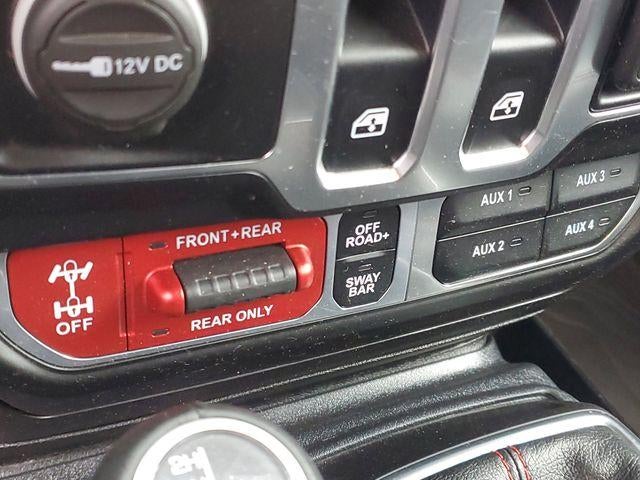 12V DC
FRONT+REAR
OFF
REAR ONLY
OFF
ROAD+
SWAY
BAR
AUX 1
AUX 2
AUX 3
AUX 4